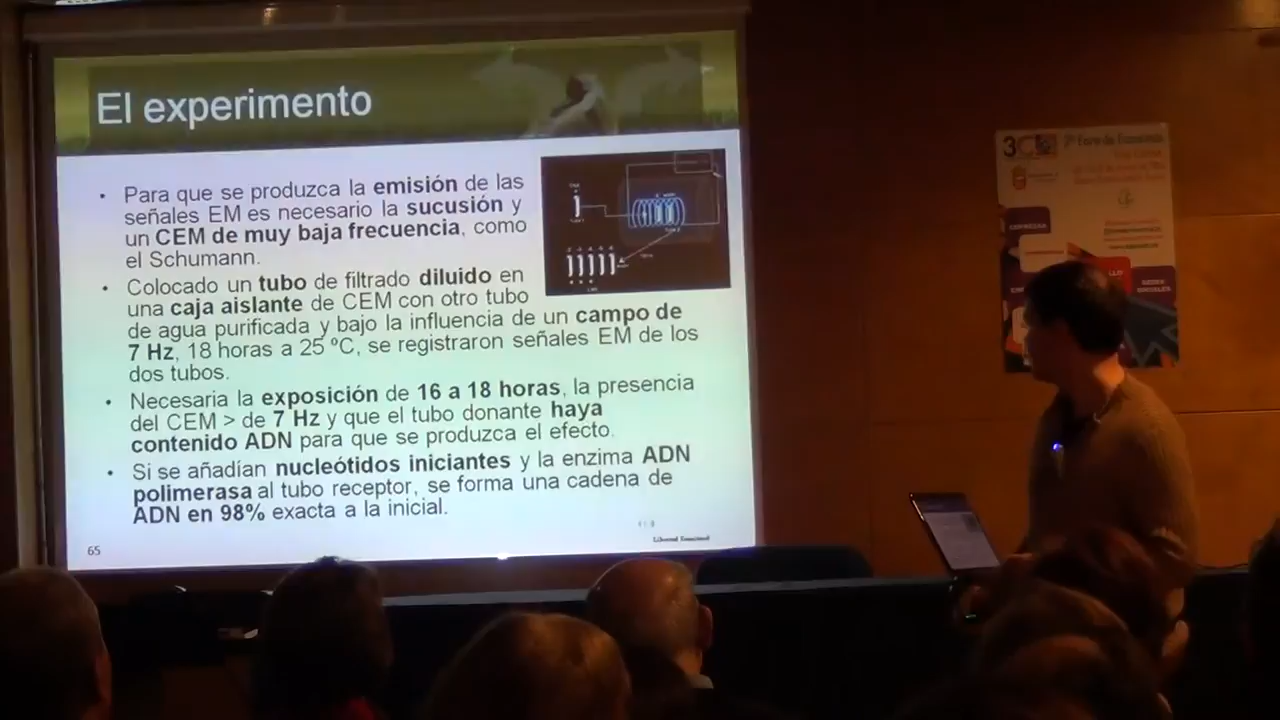 El experimento
• Para que se produzca la emisión de las
señales EM es necesario la sucusión y
un CEM de muy baja frecuencia, como
el Schumann.
• Colocado un tubo de filtrado diluido en
una caja aislante de CEM con otro tubo
de agua purificada y bajo la influencia de un campo de
7 Hz, 18 horas a 25 ºC, se registraron señales EM de los
dos tubos.
• Necesaria la exposición de 16 a 18 horas, la presencia
del CEM > de 7 Hz y que el tubo donante haya
contenido ADN para que se produzca el efecto.
• Si se añadían nucleótidos iniciantes y la enzima ADN
polimerasa al tubo receptor, se forma una cadena de
ADN en 98% exacta a la inicial.
65
Libertad Emocional
3C
REDES
SOCIALES